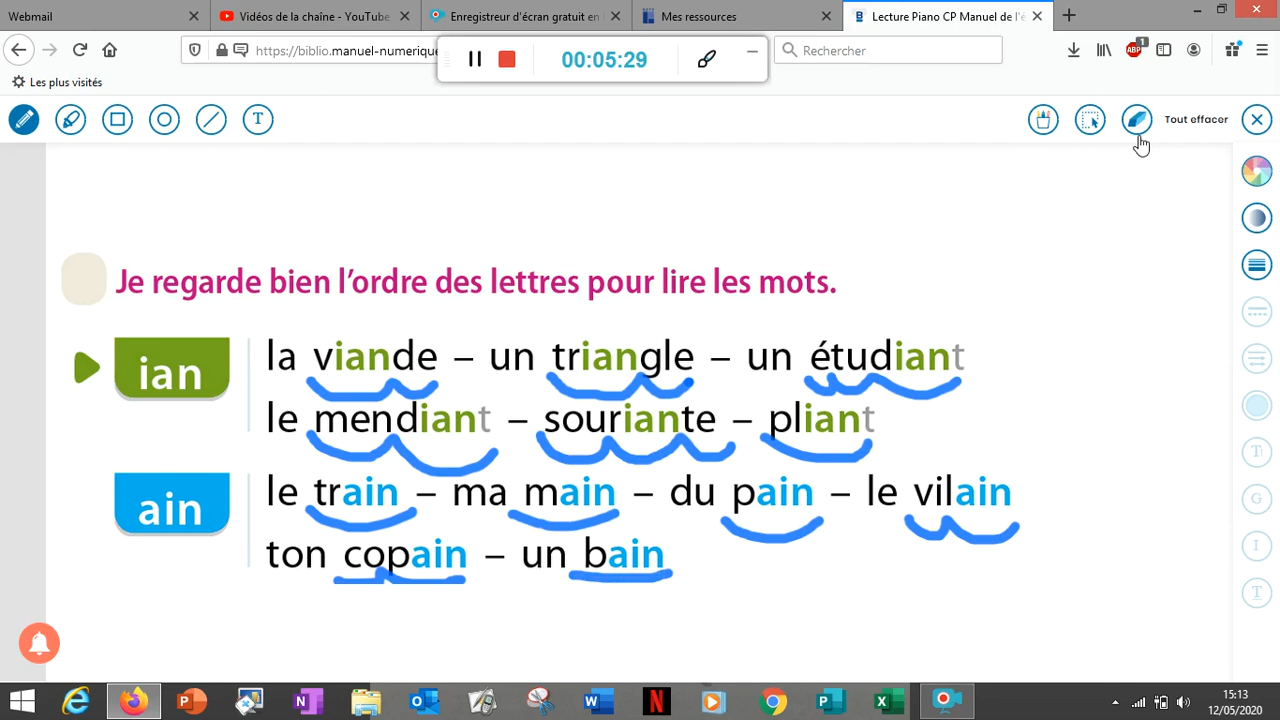 Webmail
Vidéos de la chaîne - YouTube
Enregistreur d'écran gratuit en
Mes ressources
Lecture Piano CP Manuel de l'é
https://biblio.manuel-numerique
00:05:29
Rechercher
ABP 1
Les plus visités
T
Tout effacer
Je regarde bien l'ordre des lettres pour lire les mots.
ian
la viande – un triangle – un étudiant
le mendiant – souriante – pliant
ain
le train – ma main – du pain – le vilain
ton copain – un bain
T
G
I
T
15:13
12/05/2020